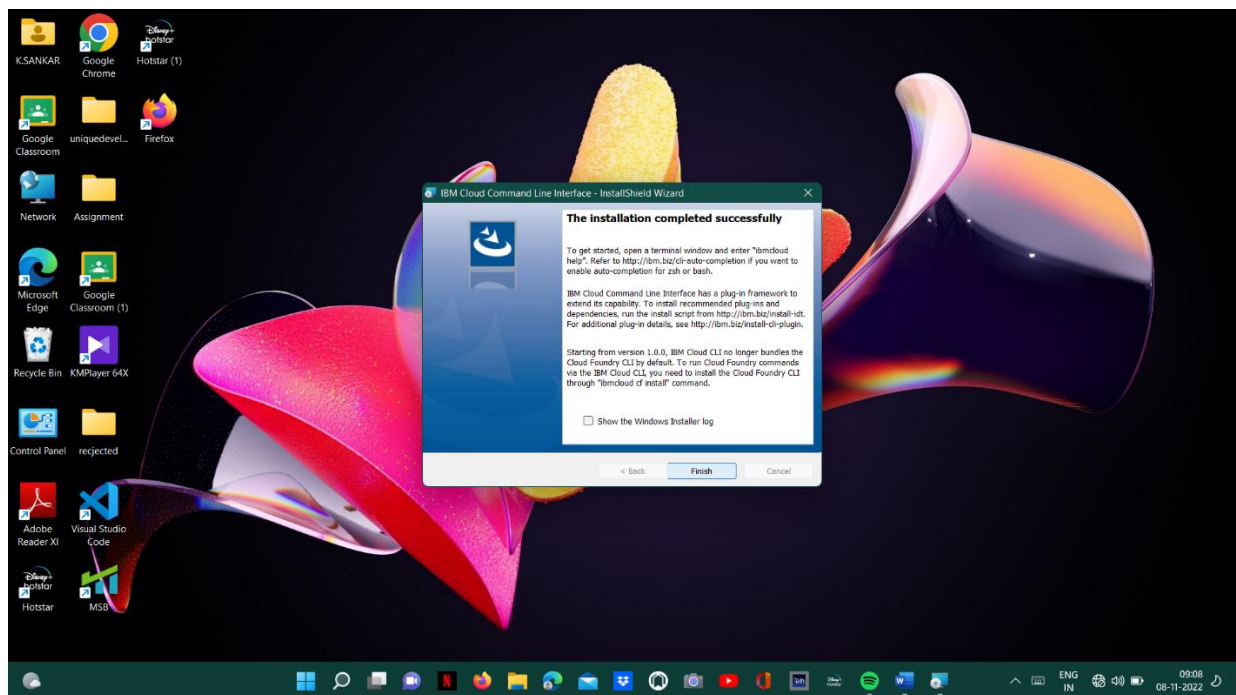 K.SANKAR
Google
Chrome
Disney+
hotstar
Hotstar (1)
Google
Classroom
uniquedevel...
Firefox
Network
Assignment
Microsoft
Edge
Google
Classroom (1)
Recycle Bin
KMPlayer 64X
Control Panel
recjected
Adobe
Reader XI
Visual Studio
Code
Disney+
hotstar
Hotstar
MSB
IBM Cloud Command Line Interface - InstallShield Wizard
The installation completed successfully
To get started, open a terminal window and enter "ibmcloud
help". Refer to http://ibm.biz/cli-auto-completion if you want to
enable auto-completion for zsh or bash.
IBM Cloud Command Line Interface has a plug-in framework to
extend its capability. To install recommended plug-ins and
dependencies, run the install script from http://ibm.biz/install-idt.
For additional plug-in details, see http://ibm.biz/install-cli-plugin.
Starting from version 1.0.0, IBM Cloud CLI no longer bundles the
Cloud Foundry CLI by default. To run Cloud Foundry commands
via the IBM Cloud CLI, you need to install the Cloud Foundry CLI
through "ibmcloud cf install" command.
Show the Windows Installer log
< Back
Finish
Cancel
ENG
IN
09:08
08-11-2022